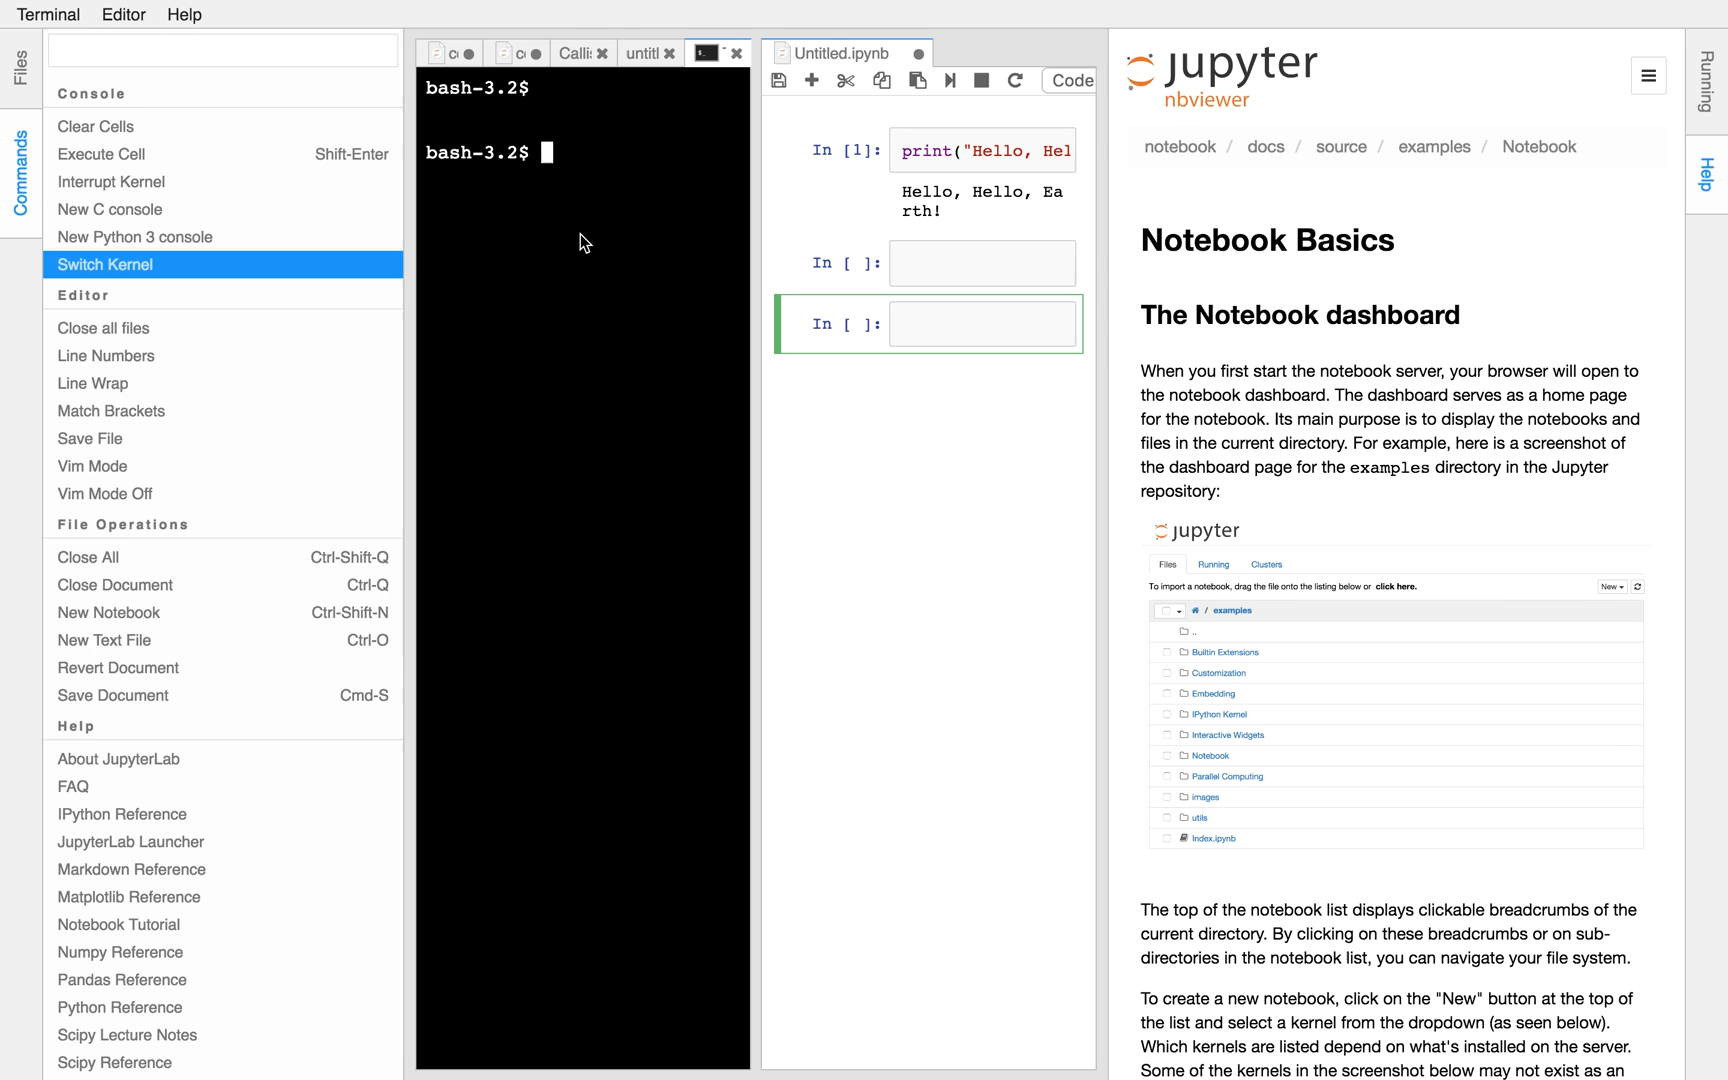 Terminal Editor Help
Files
Commands
Console
Clear Cells
Execute Cell Shift-Enter
Interrupt Kernel
New C console
New Python 3 console
Switch Kernel
Editor
Close all files
Line Numbers
Line Wrap
Match Brackets
Save File
Vim Mode
Vim Mode Off
File Operations
Close All Ctrl-Shift-Q
Close Document Ctrl-Q
New Notebook Ctrl-Shift-N
New Text File Ctrl-O
Revert Document
Save Document Cmd-S
Help
About JupyterLab
FAQ
IPython Reference
JupyterLab Launcher
Markdown Reference
Matplotlib Reference
Notebook Tutorial
Numpy Reference
Pandas Reference
Python Reference
Scipy Lecture Notes
Scipy Reference
Calli untitl
bash-3.2$
bash-3.2$
Untitled.ipynb
Code
In [1]: print("Hello, Hel
Hello, Hello, Ea
rth!
In [ ]:
In [ ]:
jupyter
nbviewer
notebook / docs / source / examples / Notebook
Notebook Basics
The Notebook dashboard
When you first start the notebook server, your browser will open to
the notebook dashboard. The dashboard serves as a home page
for the notebook. Its main purpose is to display the notebooks and
files in the current directory. For example, here is a screenshot of
the dashboard page for the examples directory in the Jupyter
repository:
jupyter
Files Running Clusters
To import a notebook, drag the file onto the listing below or click here. New
/ examples
..
Builtin Extensions
Customization
Embedding
IPython Kernel
Interactive Widgets
Notebook
Parallel Computing
images
utils
Index.ipynb
The top of the notebook list displays clickable breadcrumbs of the
current directory. By clicking on these breadcrumbs or on sub-
directories in the notebook list, you can navigate your file system.
To create a new notebook, click on the "New" button at the top of
the list and select a kernel from the dropdown (as seen below).
Which kernels are listed depend on what's installed on the server.
Some of the kernels in the screenshot below may not exist as an
Running
Help